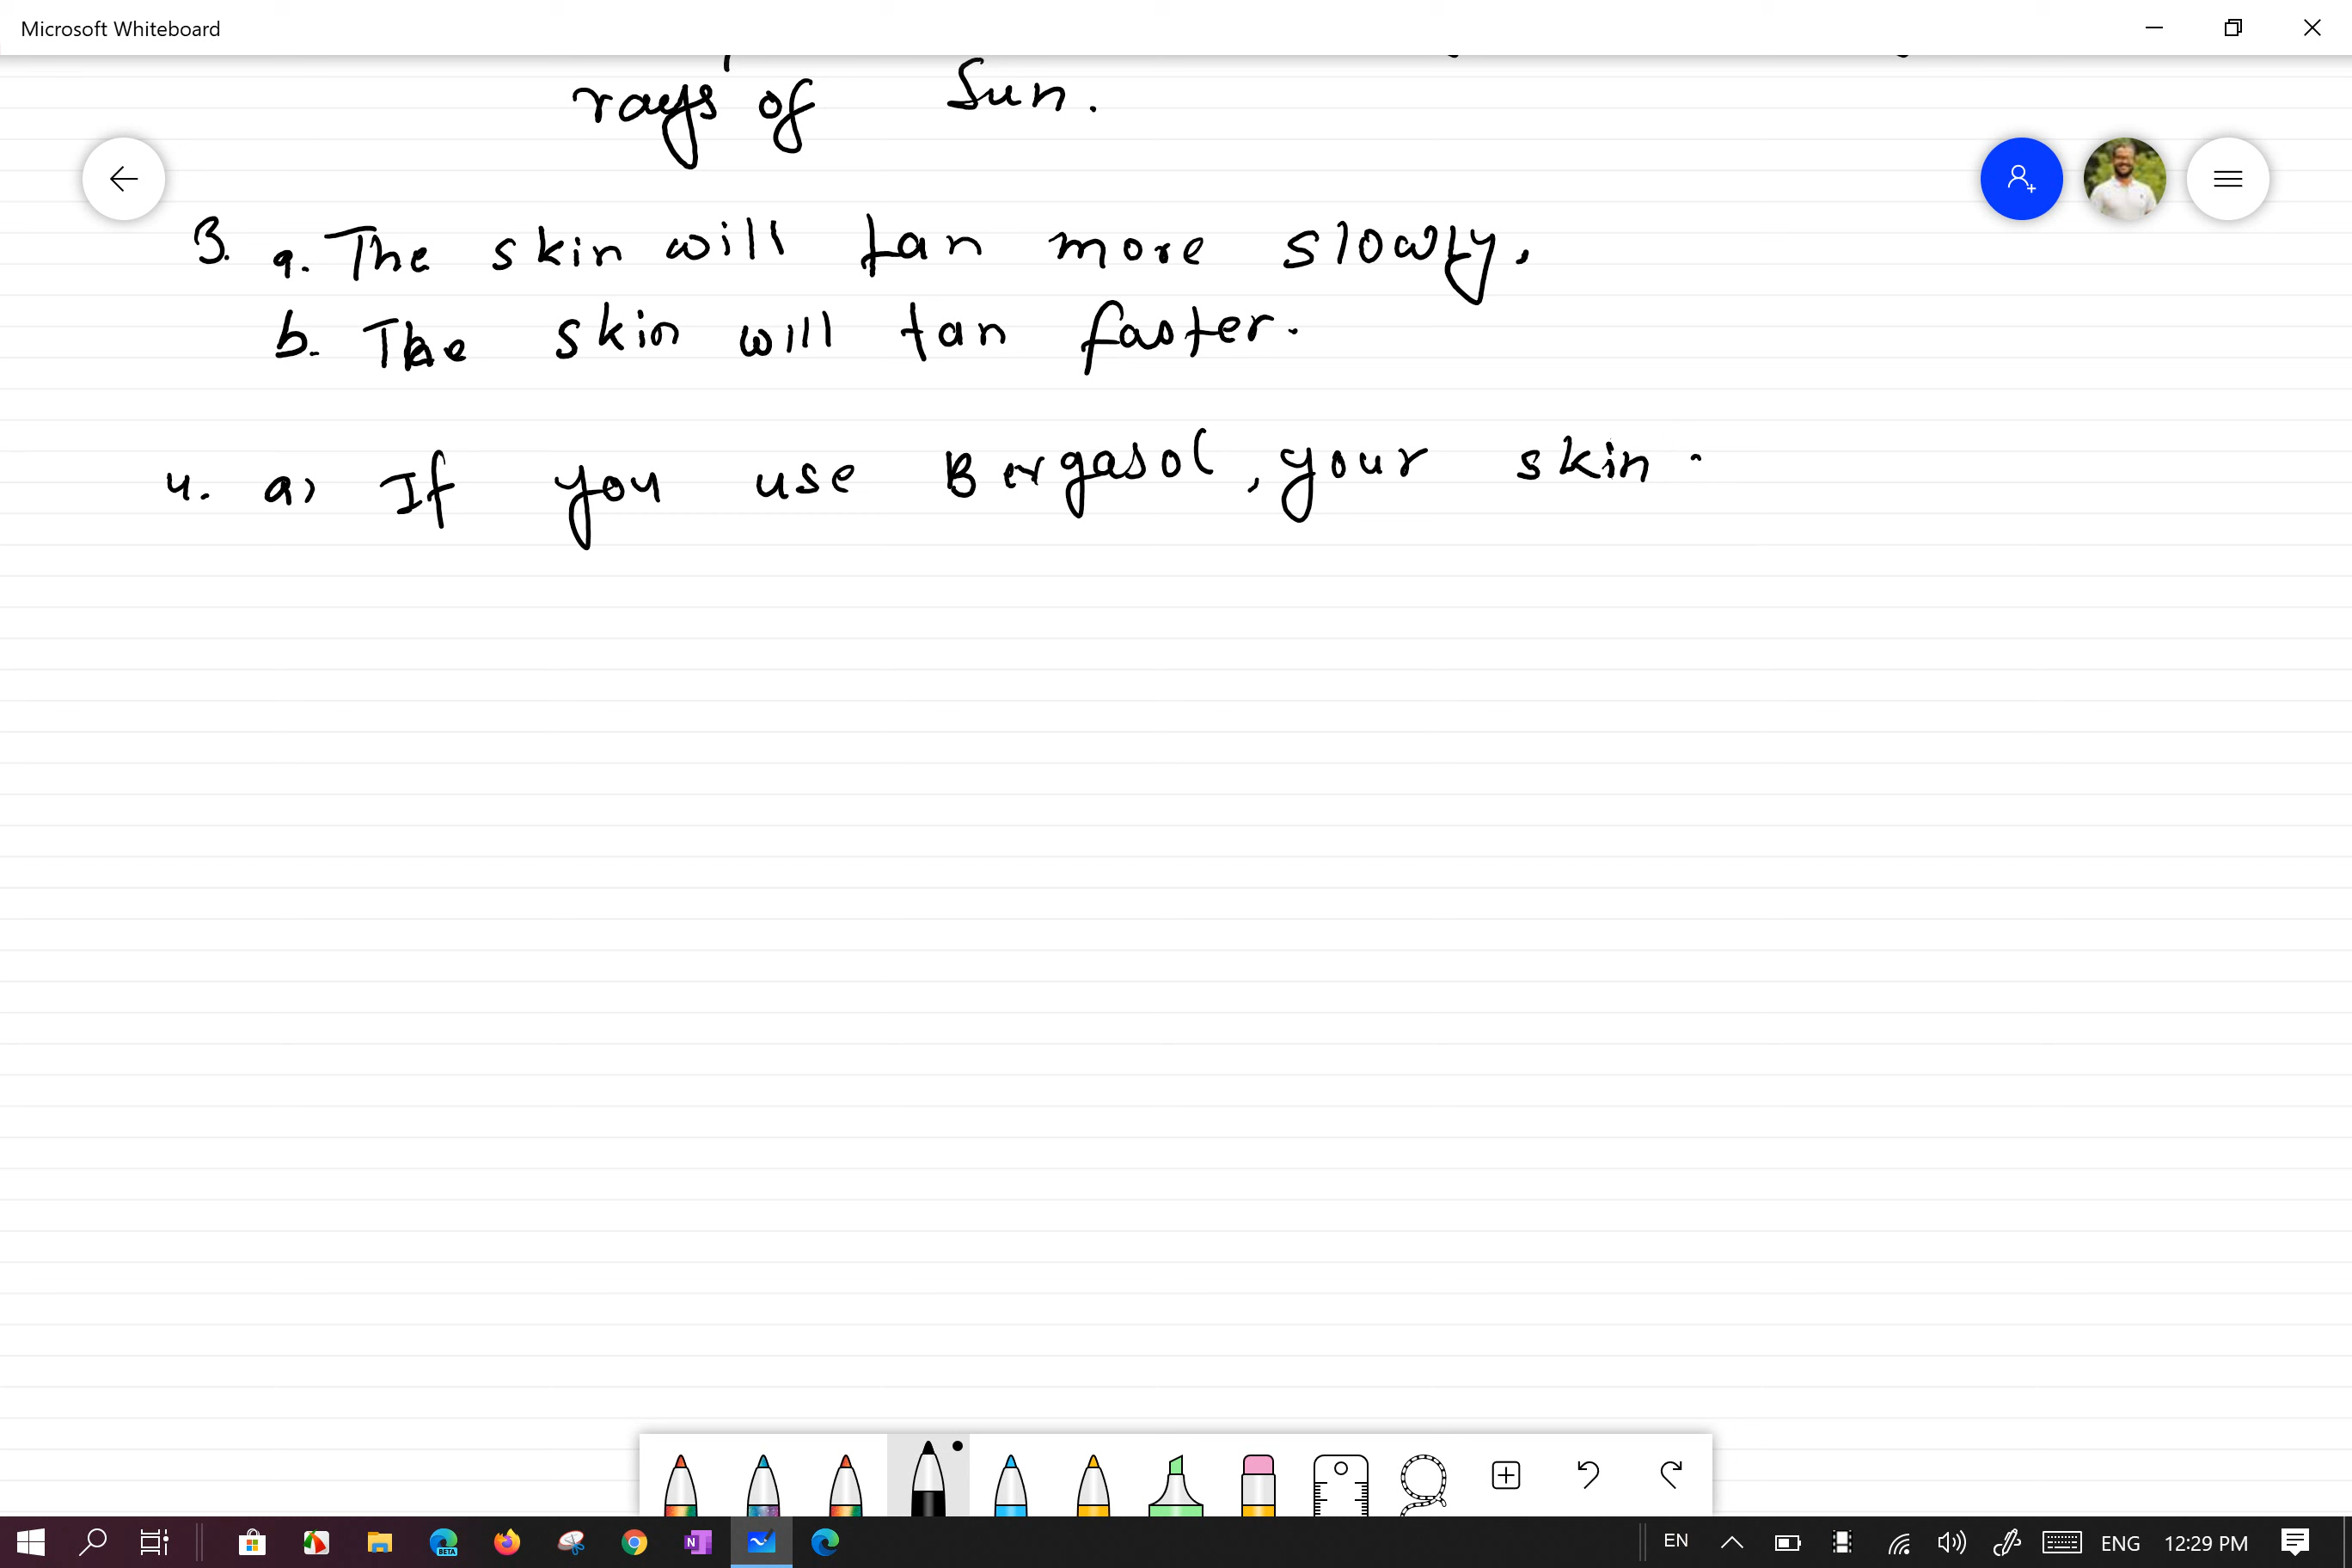 Microsoft Whiteboard
rays of Sun.
3. a. The skin will tan more slowly.
b. The skin will tan faster.
4. a) If you use Bergasol, your skin
BETA
N
EN
ENG
12:29 PM